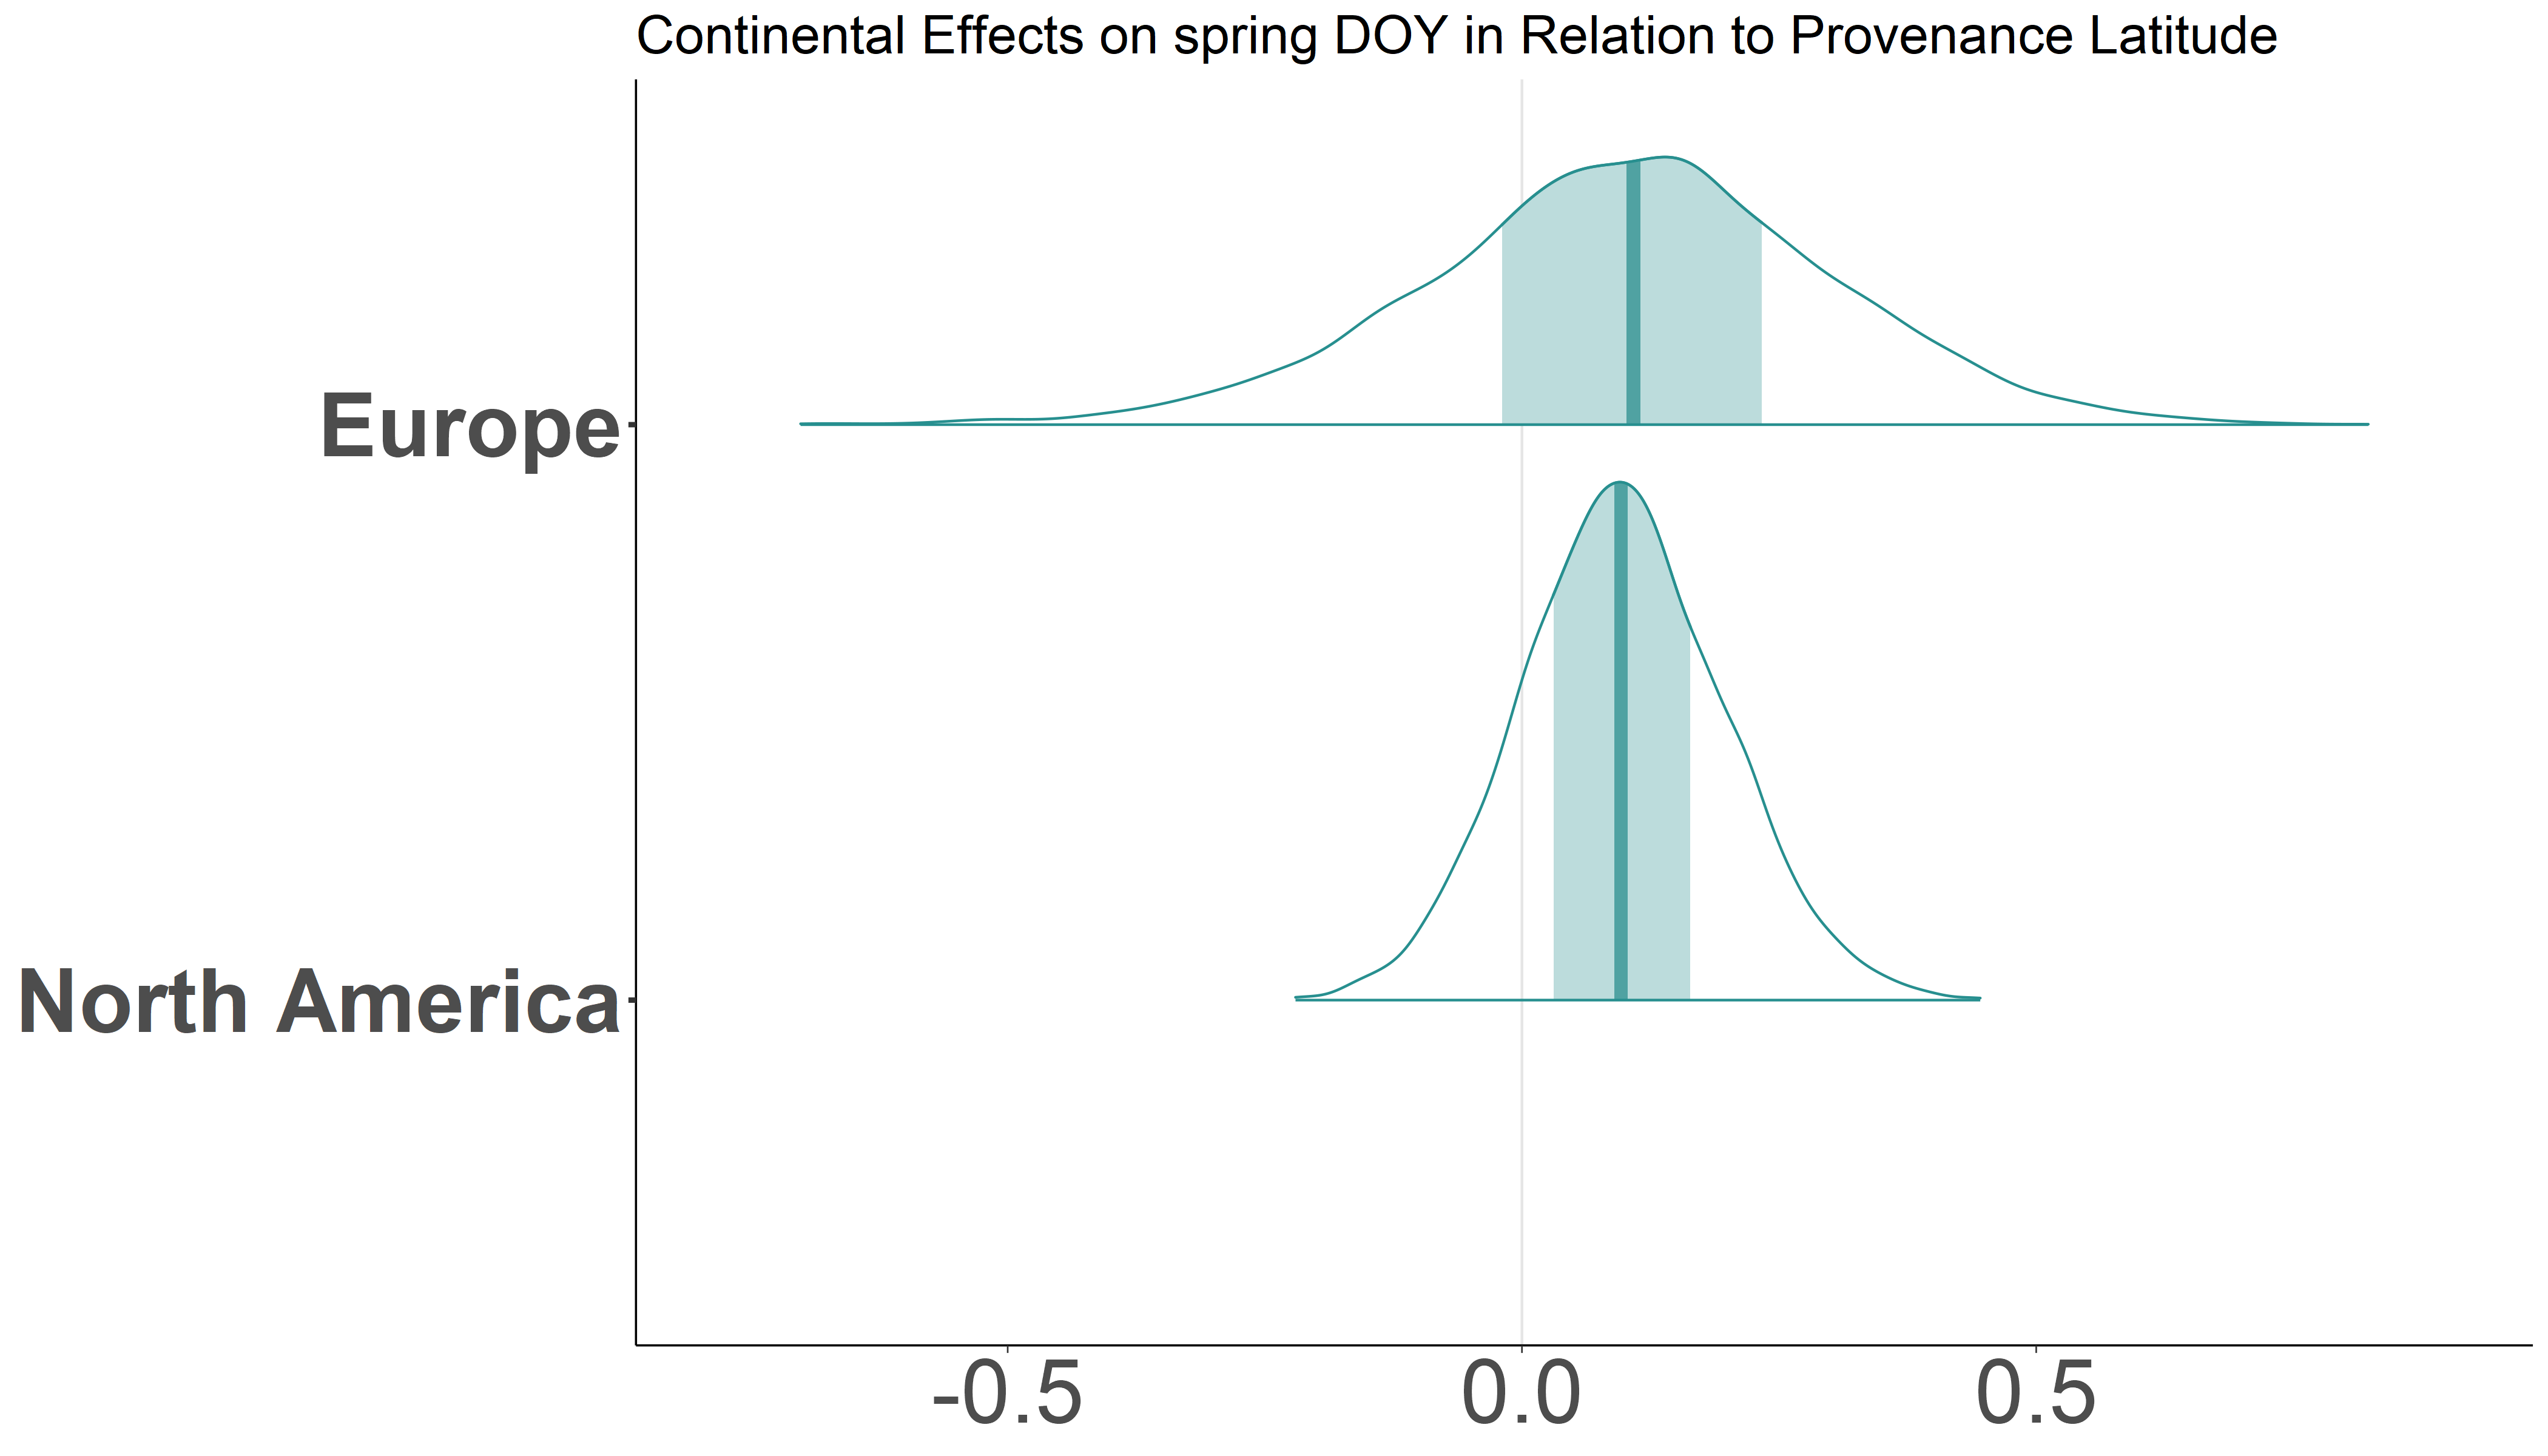 Continental Effects on spring DOY in Relation to Provenance Latitude
Europe
North America
-0.5
0.0
0.5